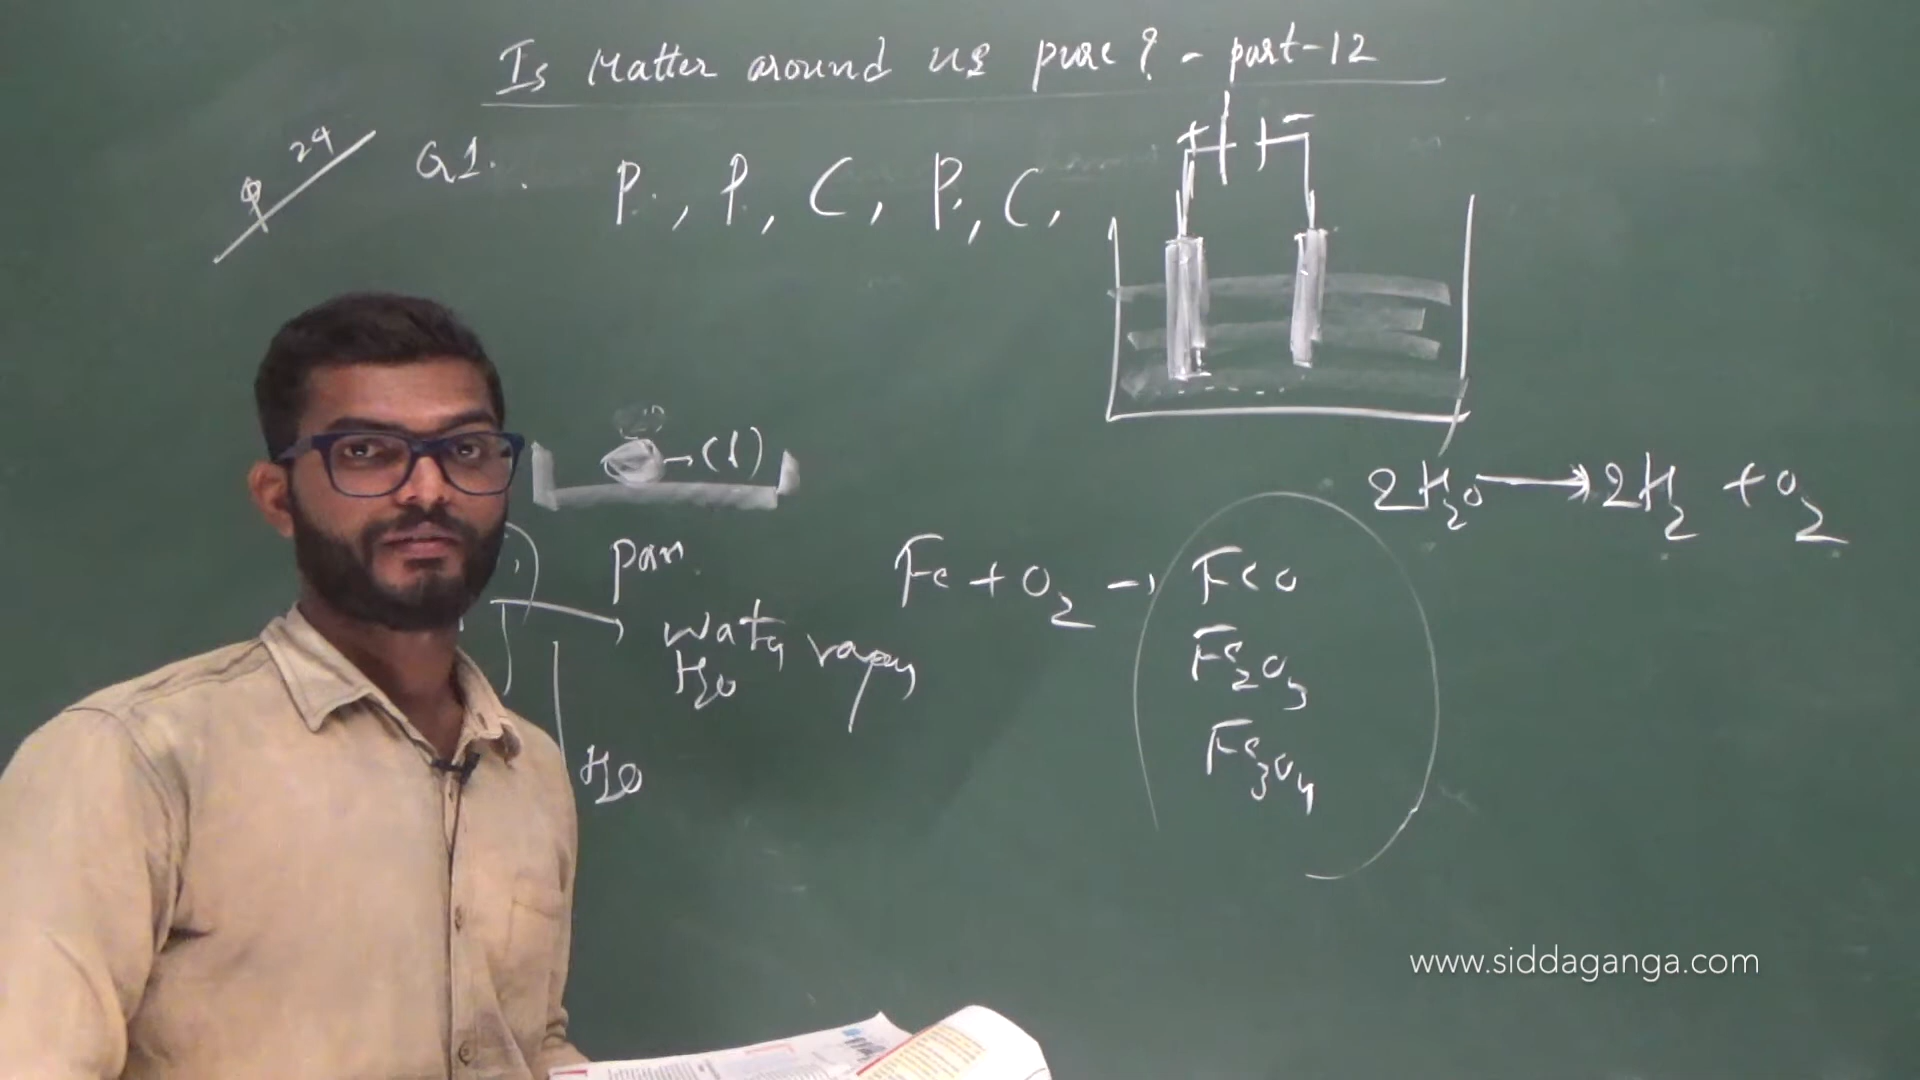 Is Matter around us pure? - part-12
P 24
Q1. P., P, C, P, C,
+ -
(l)
2H2O → 2H2 + O2
pan
Fe + O2 → FeO
water vapour
H2O
Fe2O3
Fe3O4
H2O
www.siddaganga.com